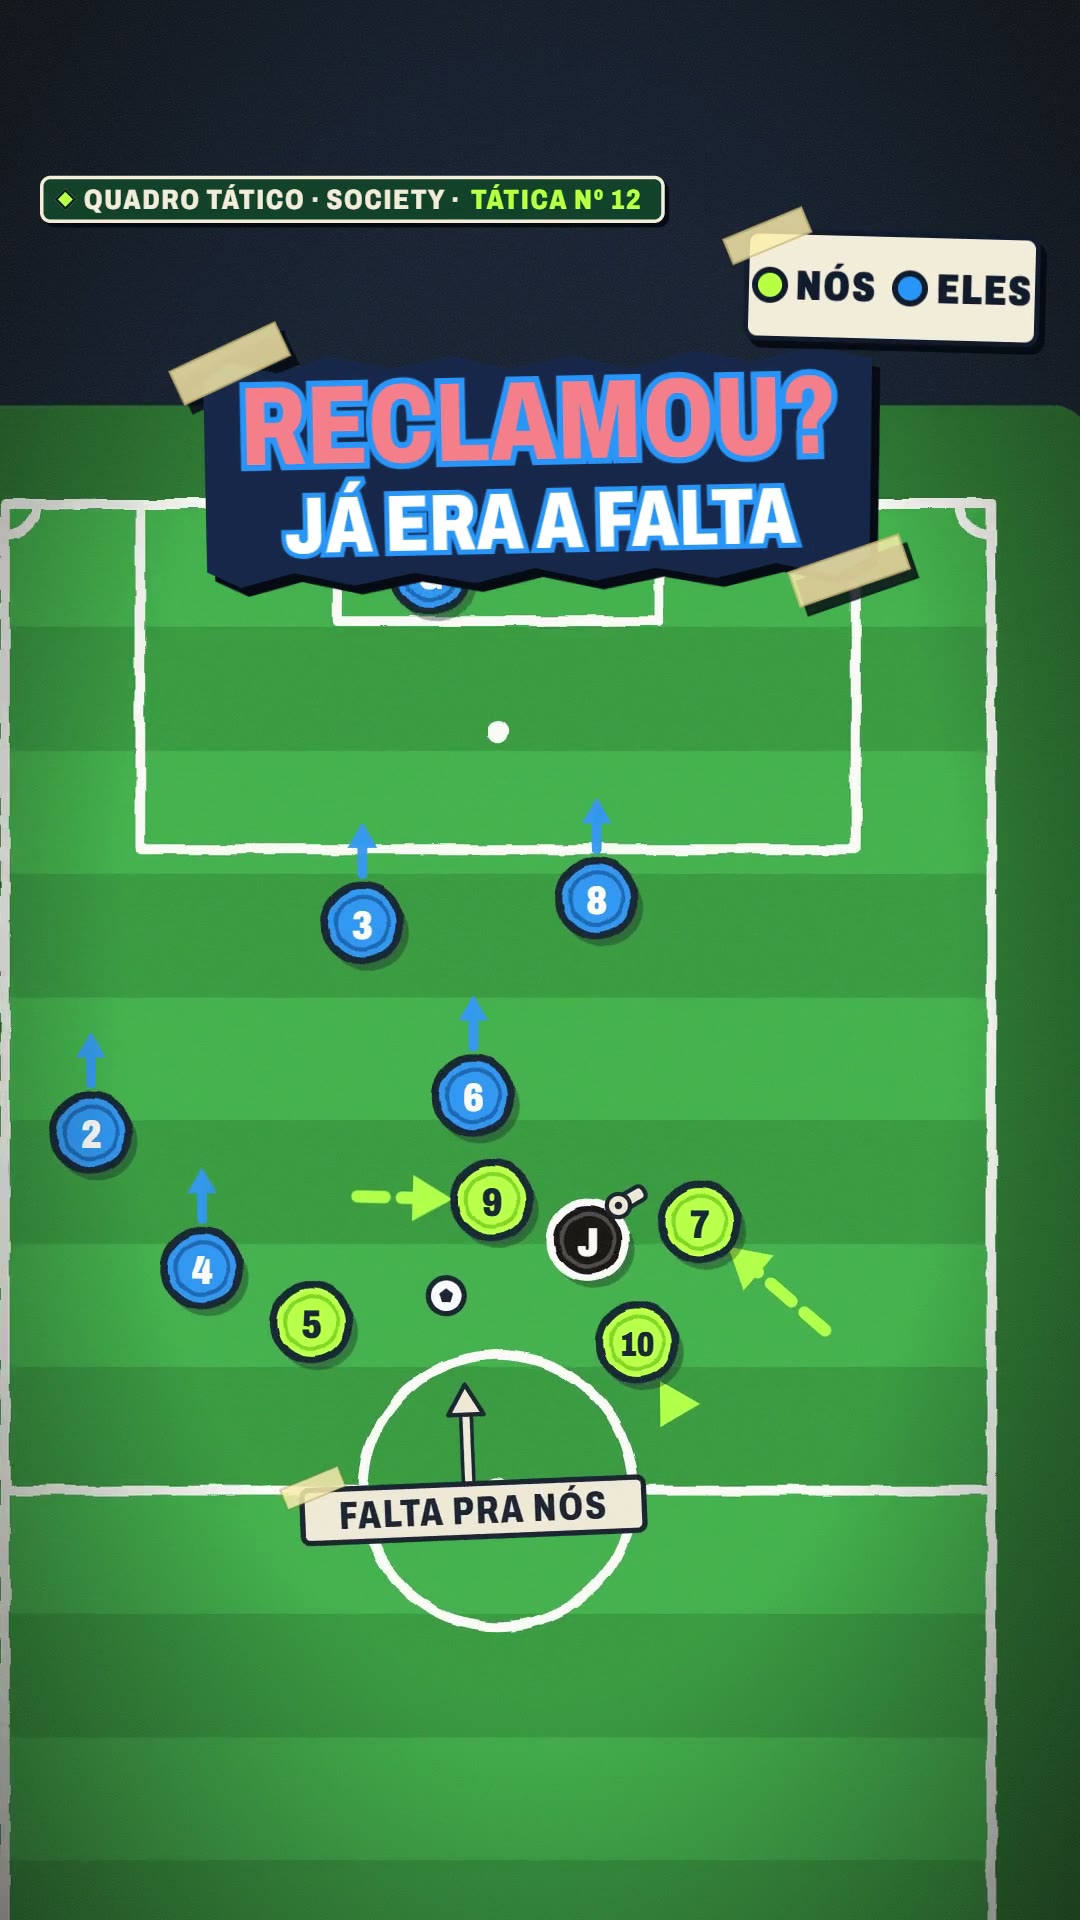 QUADRO TÁTICO · SOCIETY · TÁTICA Nº 12
NÓS ELES
RECLAMOU?
JÁ ERA A FALTA
3
8
6
2
9
7
J
4
5
10
FALTA PRA NÓS